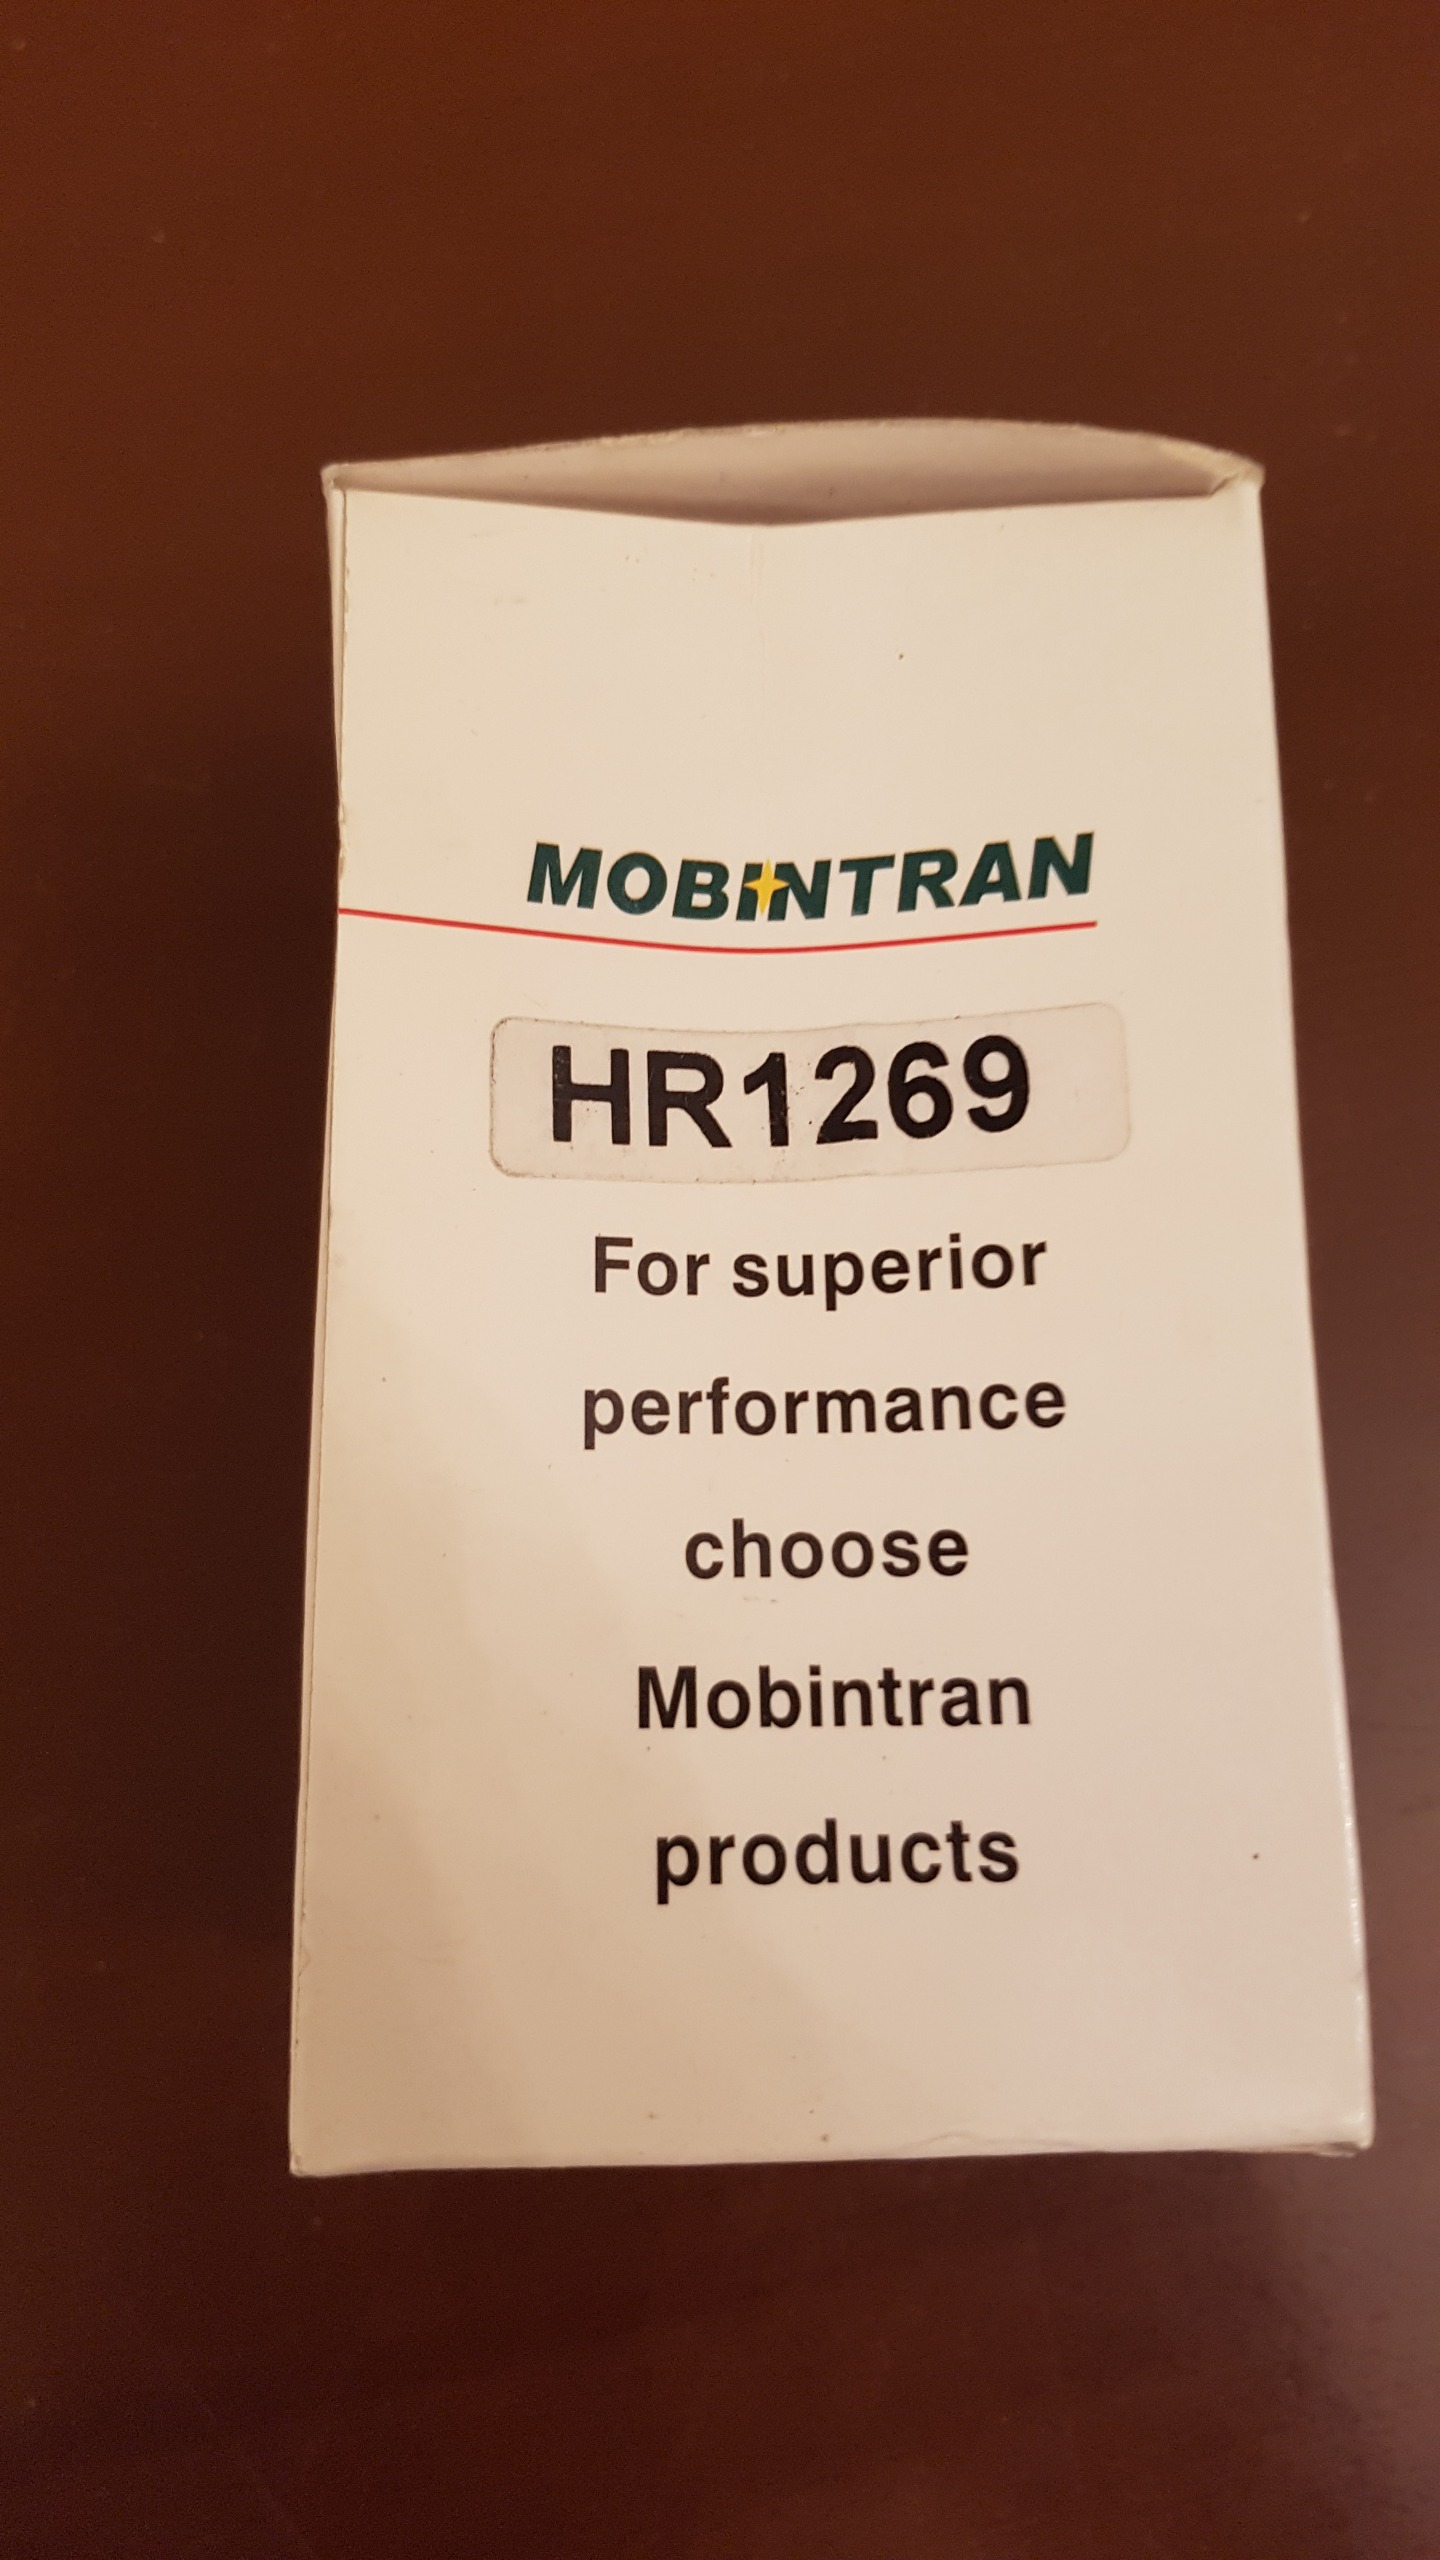 MOBINTRAN
HR1269
For superior
performance
choose
Mobintran
products